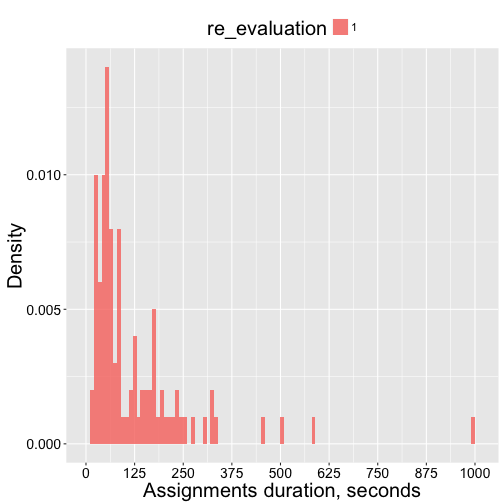 re_evaluation 1
Density
0.010
0.005
0.000
0 125 250 375 500 625 750 875 1000
Assignments duration, seconds